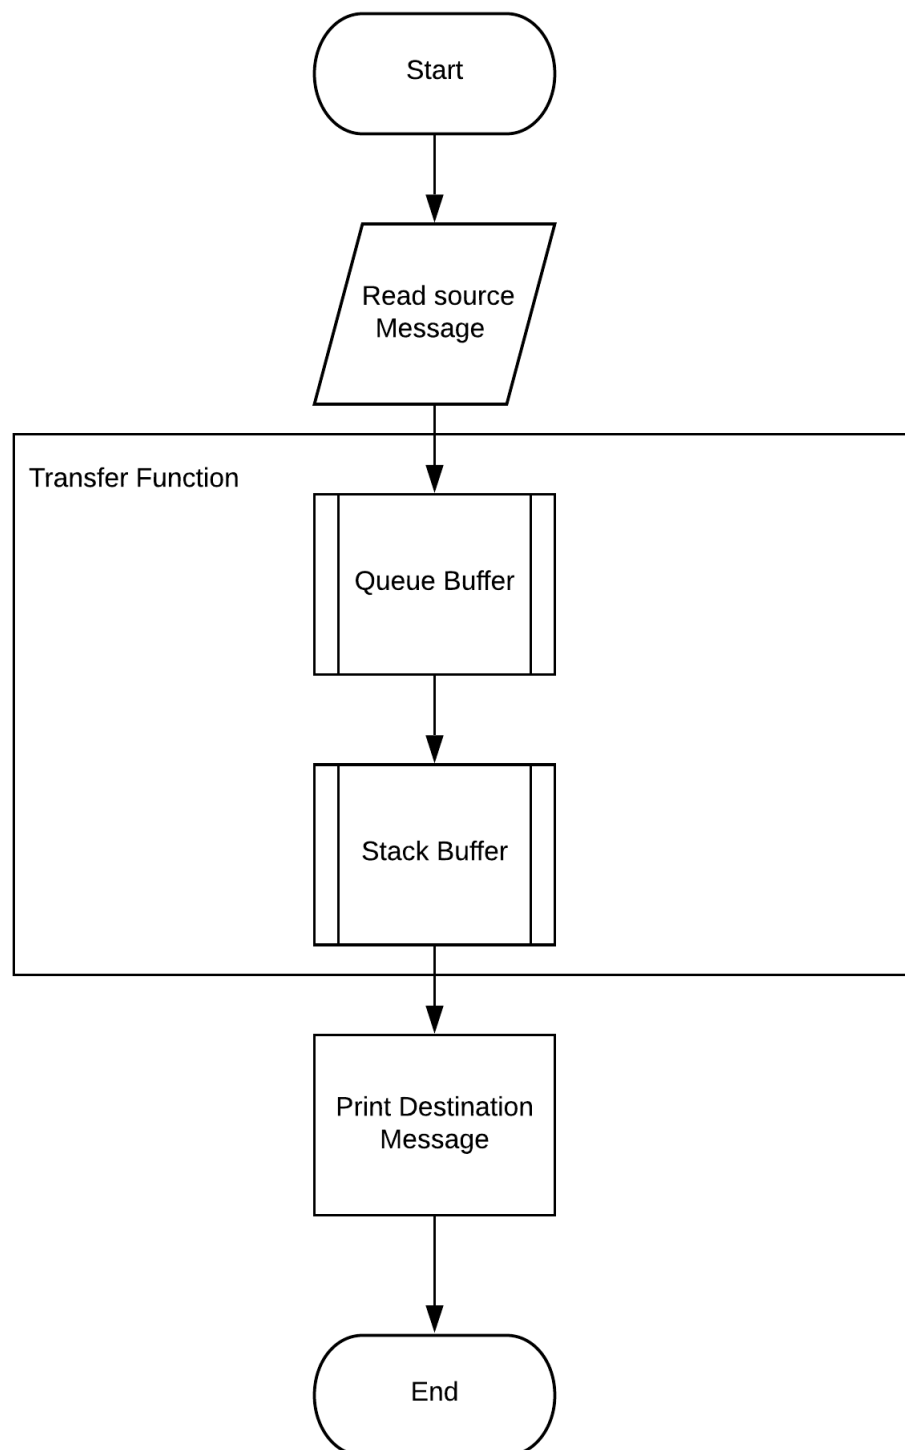 Start
Read source
Message
Transfer Function
Queue Buffer
Stack Buffer
Print Destination
Message
End